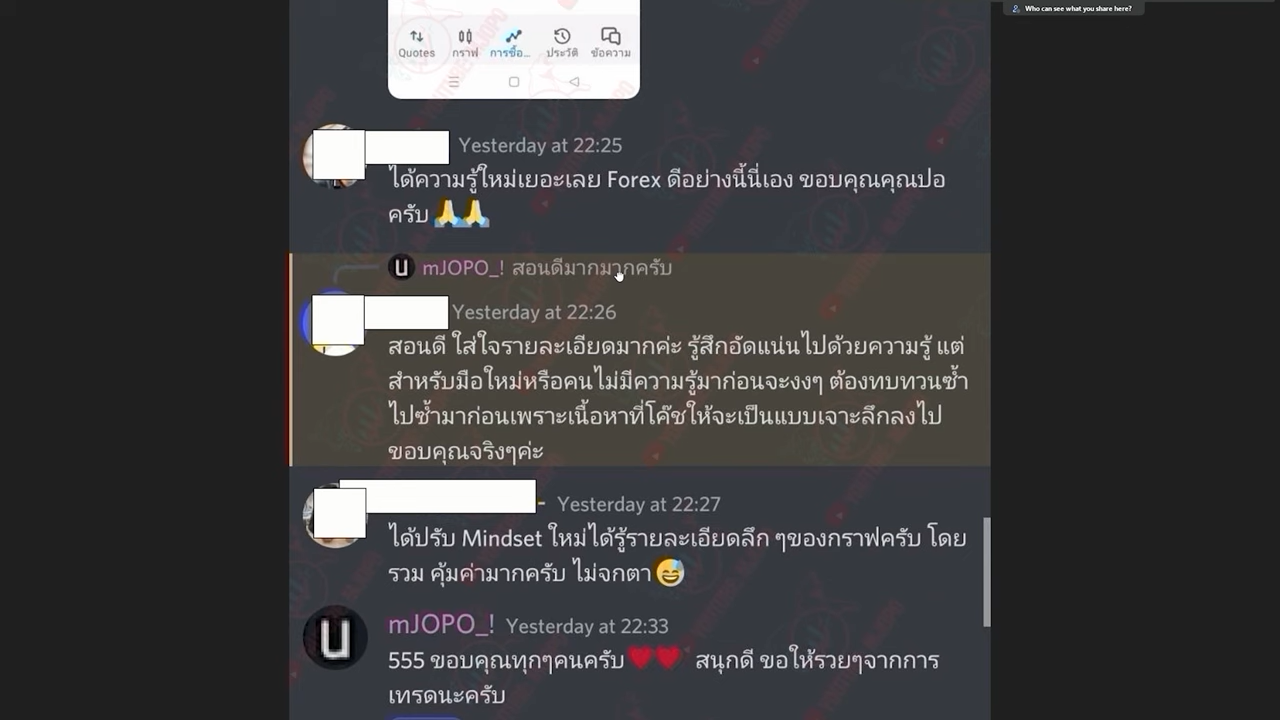 Who can see what you share here?
Quotes กราฟ การซื้อ... ประวัติ ข้อความ
Yesterday at 22:25
ได้ความรู้ใหม่เยอะเลย Forex ดีอย่างนี้นี่เอง ขอบคุณคุณปอ
ครับ 🙏🙏
mJOPO_! สอนดีมากมากครับ
Yesterday at 22:26
สอนดี ใส่ใจรายละเอียดมากค่ะ รู้สึกอัดแน่นไปด้วยความรู้ แต่
สำหรับมือใหม่หรือคนไม่มีความรู้มาก่อนจะงงๆ ต้องทบทวนซ้ำ
ไปซ้ำมาก่อนเพราะเนื้อหาที่โค๊ชให้จะเป็นแบบเจาะลึกลงไป
ขอบคุณจริงๆค่ะ
Yesterday at 22:27
ได้ปรับ Mindset ใหม่ได้รู้รายละเอียดลึก ๆของกราฟครับ โดย
รวม คุ้มค่ามากครับ ไม่จกตา😅
U
mJOPO_! Yesterday at 22:33
555 ขอบคุณทุกๆคนครับ❤️❤️ สนุกดี ขอให้รวยๆจากการ
เทรดนะครับ